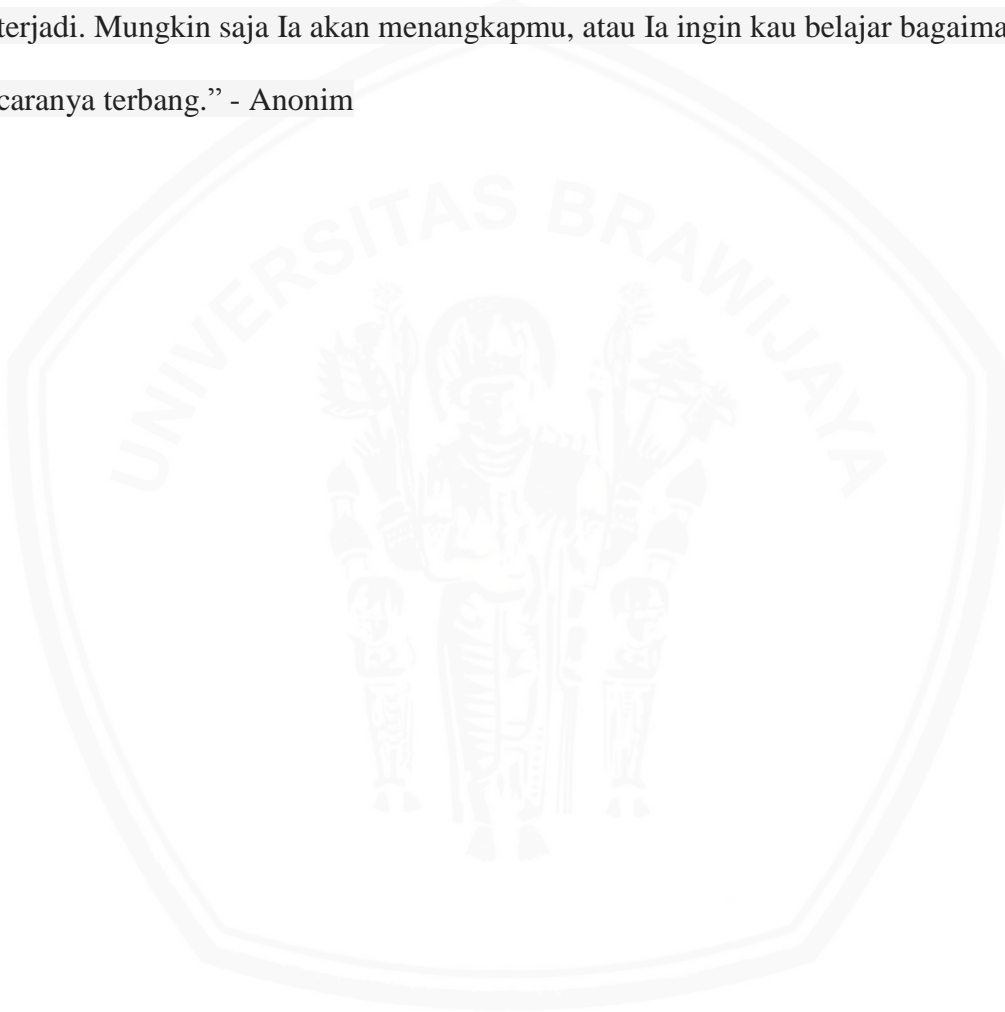 terjadi. Mungkin saja Ia akan menangkapmu, atau Ia ingin kau belajar bagaima
caranya terbang.” - Anonim
UNIVERSITAS BRAWIJAYA